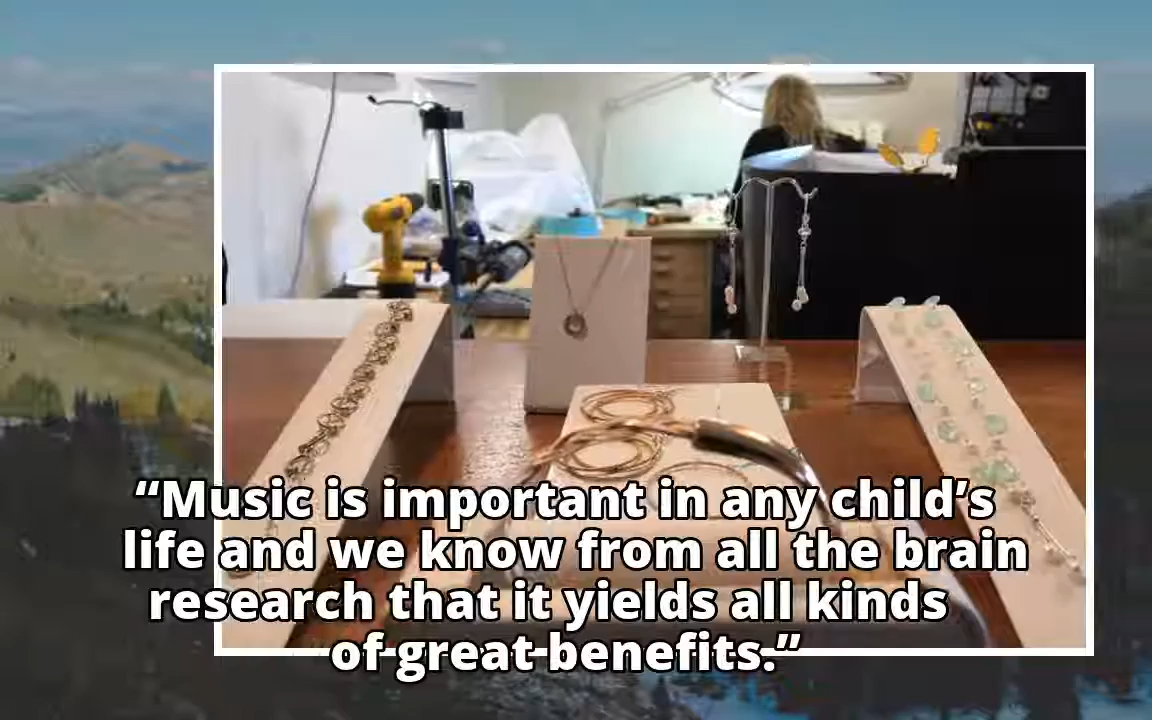 “Music is important in any child’s
life and we know from all the brain
research that it yields all kinds
of great benefits.”